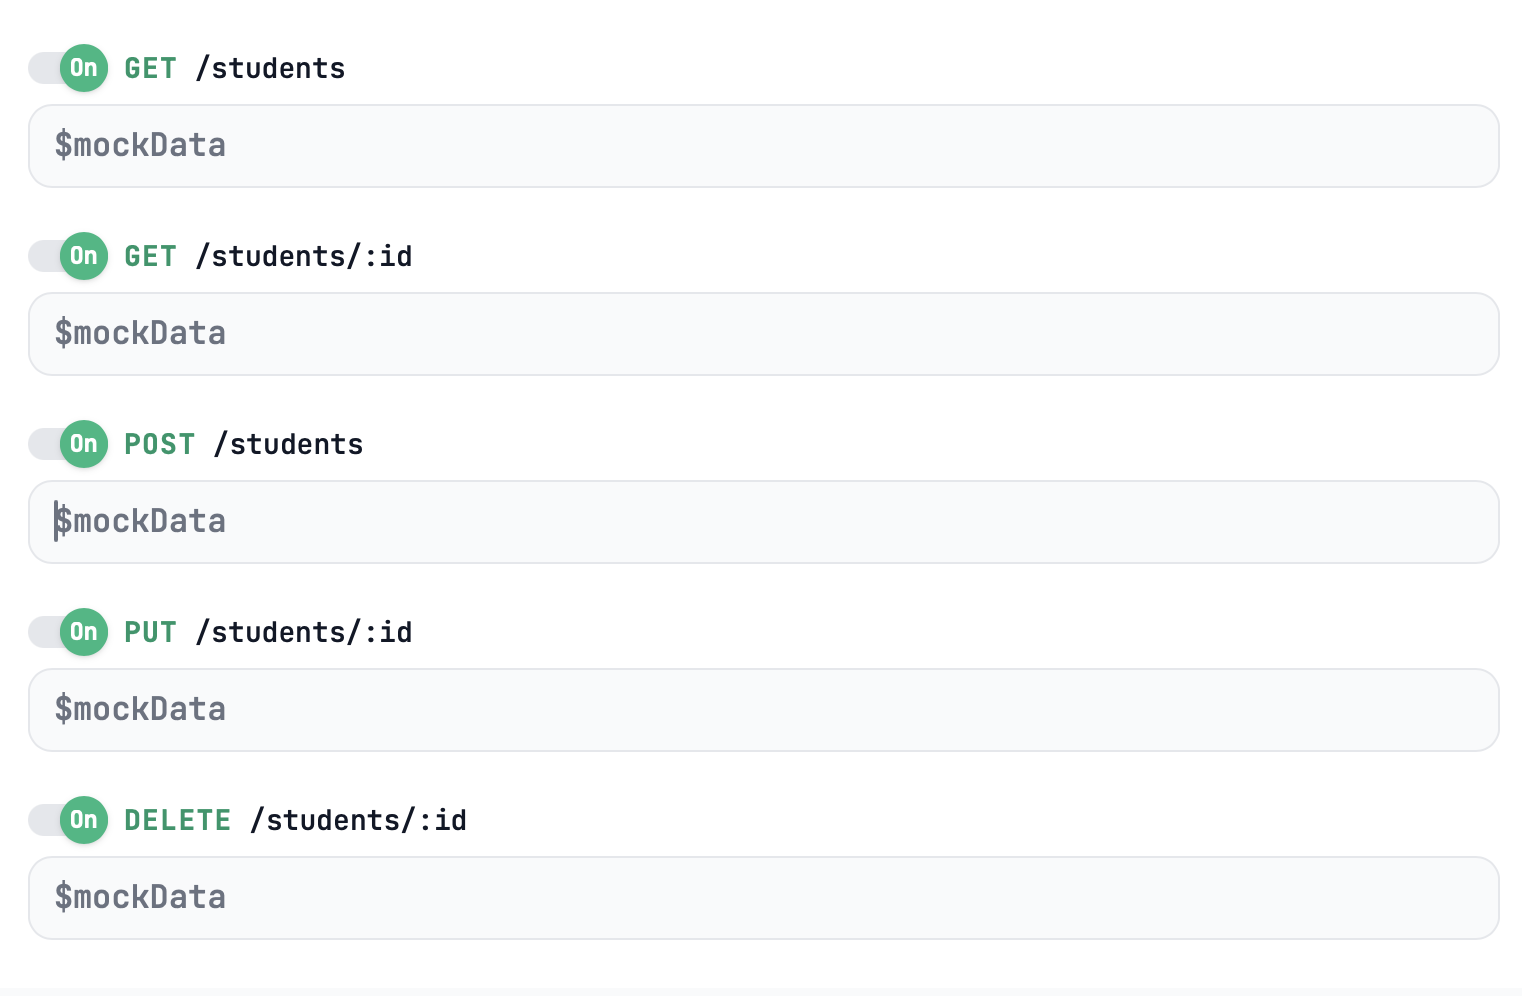 On GET /students
$mockData
On GET /students/:id
$mockData
On POST /students
$mockData
On PUT /students/:id
$mockData
On DELETE /students/:id
$mockData